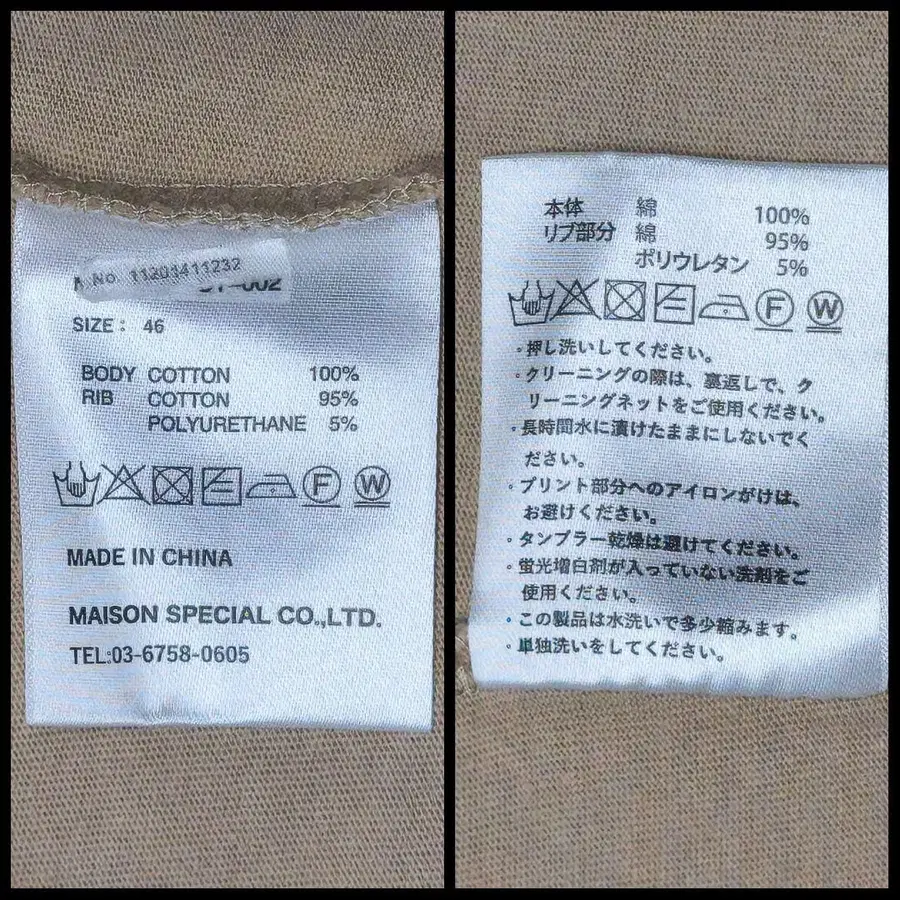 No. 11201411232
SIZE: 46
BODY COTTON 100%
RIB COTTON 95%
POLYURETHANE 5%
F W
MADE IN CHINA
MAISON SPECIAL CO.,LTD.
TEL:03-6758-0605
本体 綿 100%
リブ部分 綿 95%
ポリウレタン 5%
F W
・押し洗いしてください。
・クリーニングの際は、裏返しで、ク
リーニングネットをご使用ください。
・長時間水に漬けたままにしないでく
ださい。
・プリント部分へのアイロンがけは、
お避けください。
・タンブラー乾燥は避けてください。
・蛍光増白剤が入っていない洗剤をご
使用ください。
・この製品は水洗いで多少縮みます。
・単独洗いをしてください。